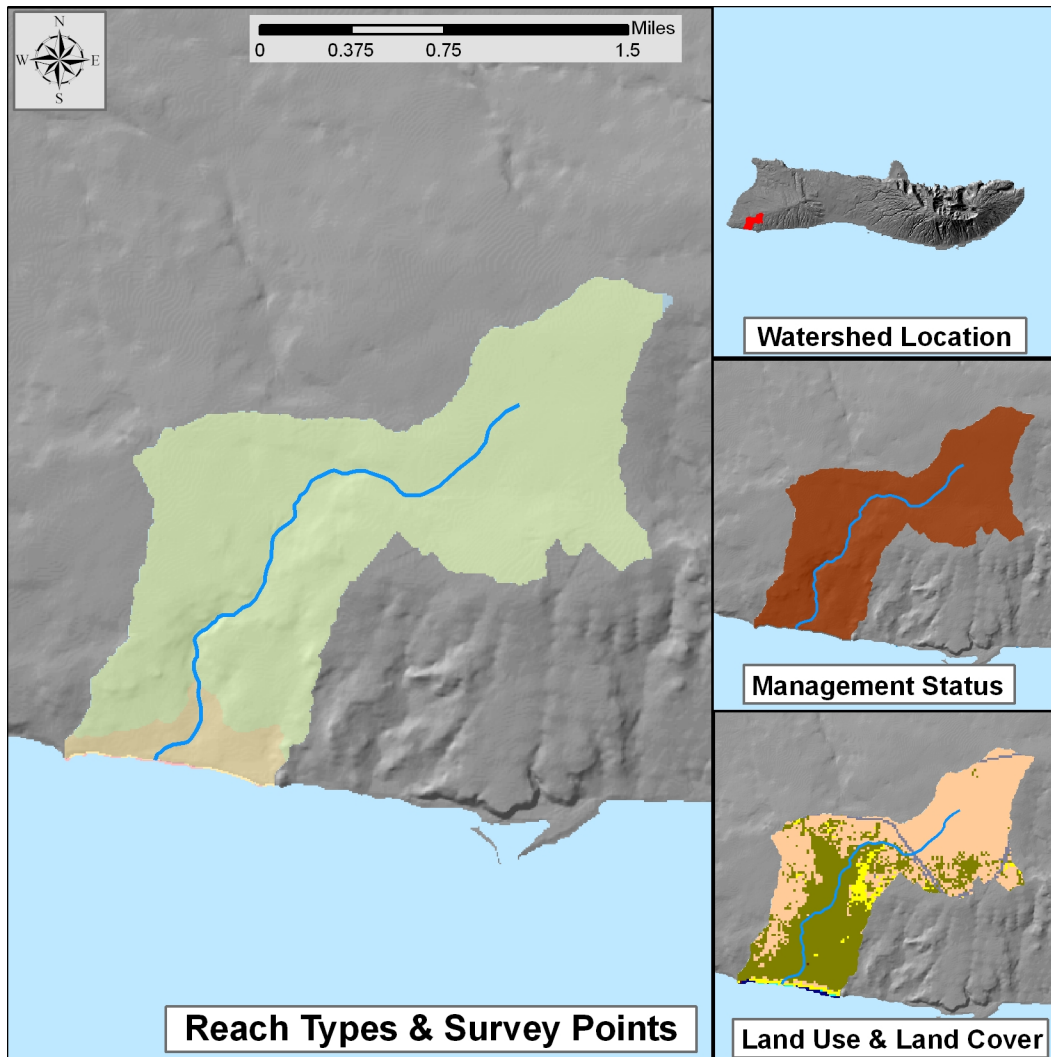 N
W E
S
Miles
0 0.375 0.75 1.5
Watershed Location
Management Status
Reach Types & Survey Points
Land Use & Land Cover